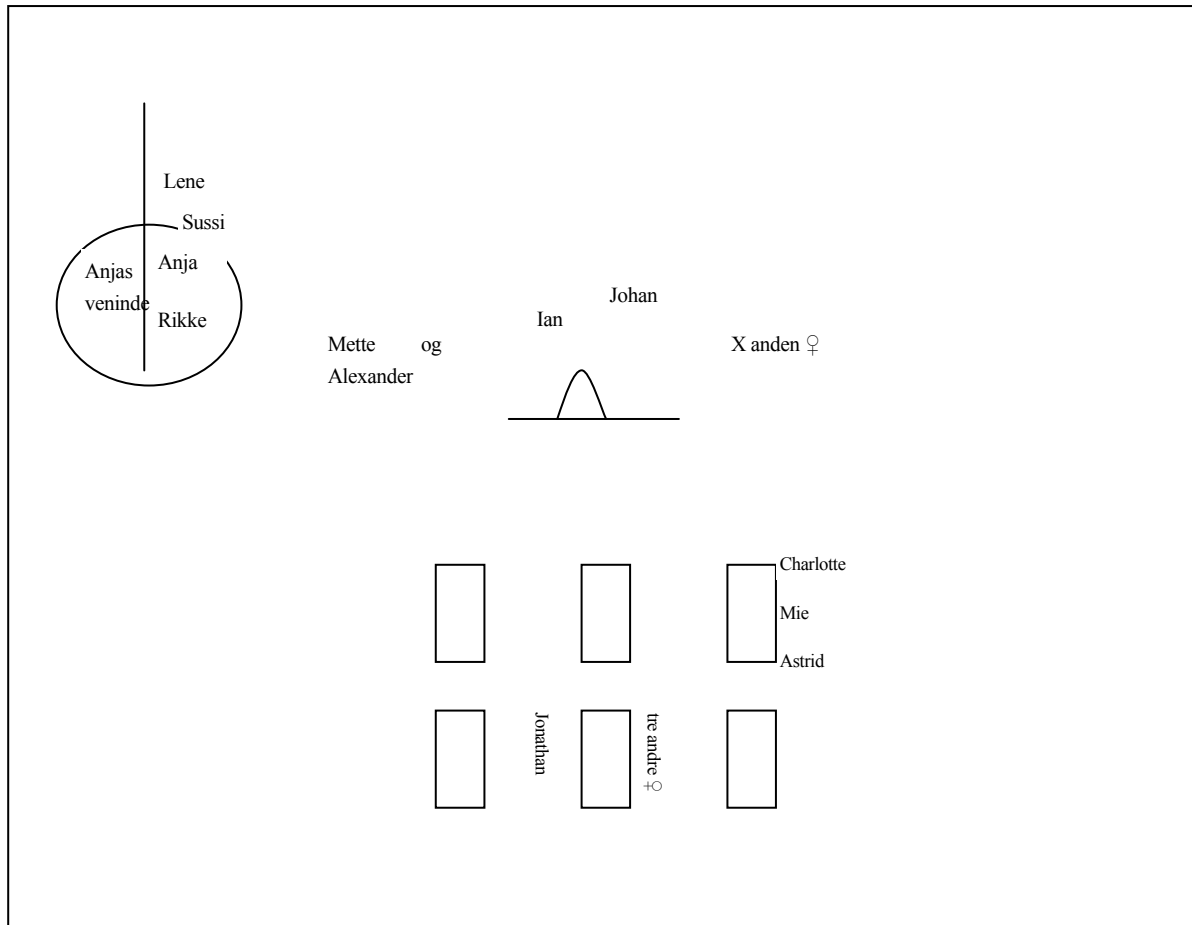 Lene
Sussi
Anja
Anjas
veninde
Rikke
Johan
Ian
Mette og
Alexander
X anden ♀
Charlotte
Mie
Astrid
Jonathan
tre andre ♀